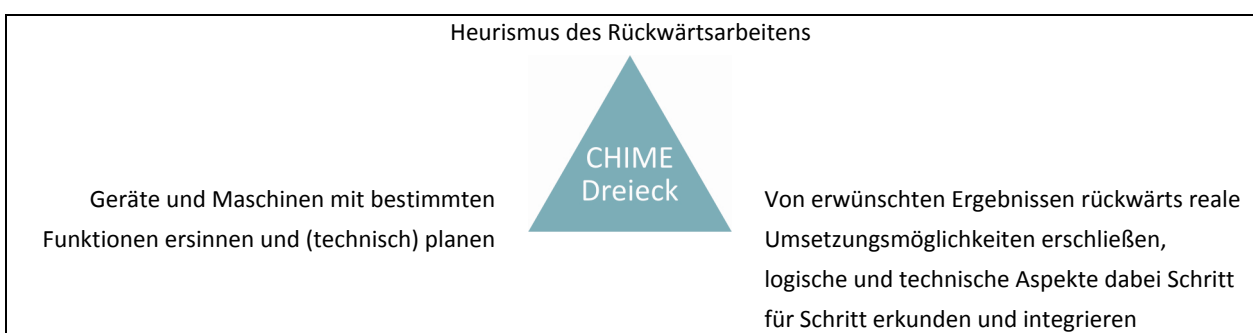 Heurismus des Rückwärtsarbeitens
CHIME
Dreieck
Geräte und Maschinen mit bestimmten
Funktionen ersinnen und (technisch) planen
Von erwünschten Ergebnissen rückwärts reale
Umsetzungsmöglichkeiten erschließen,
logische und technische Aspekte dabei Schritt
für Schritt erkunden und integrieren